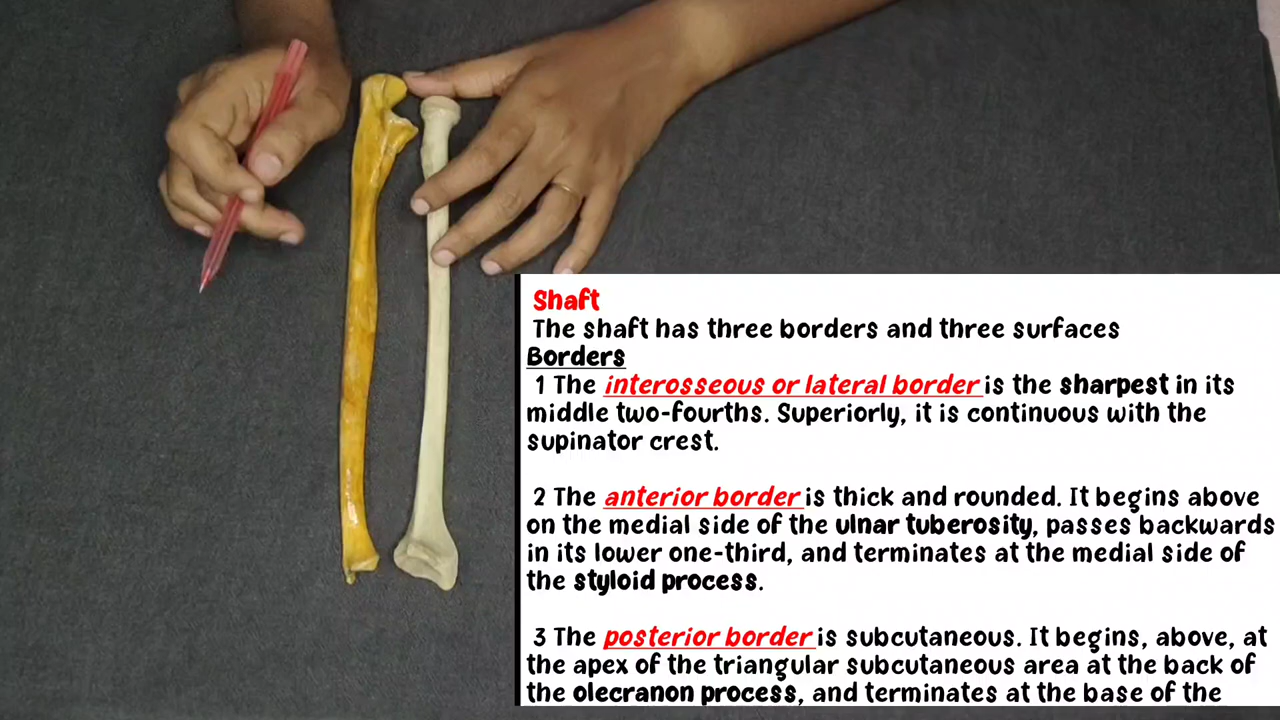 Shaft
The shaft has three borders and three surfaces
Borders
1 The interosseous or lateral border is the sharpest in its
middle two-fourths. Superiorly, it is continuous with the
supinator crest.
2 The anterior border is thick and rounded. It begins above
on the medial side of the ulnar tuberosity, passes backwards
in its lower one-third, and terminates at the medial side of
the styloid process.
3 The posterior border is subcutaneous. It begins, above, at
the apex of the triangular subcutaneous area at the back of
the olecranon process, and terminates at the base of the